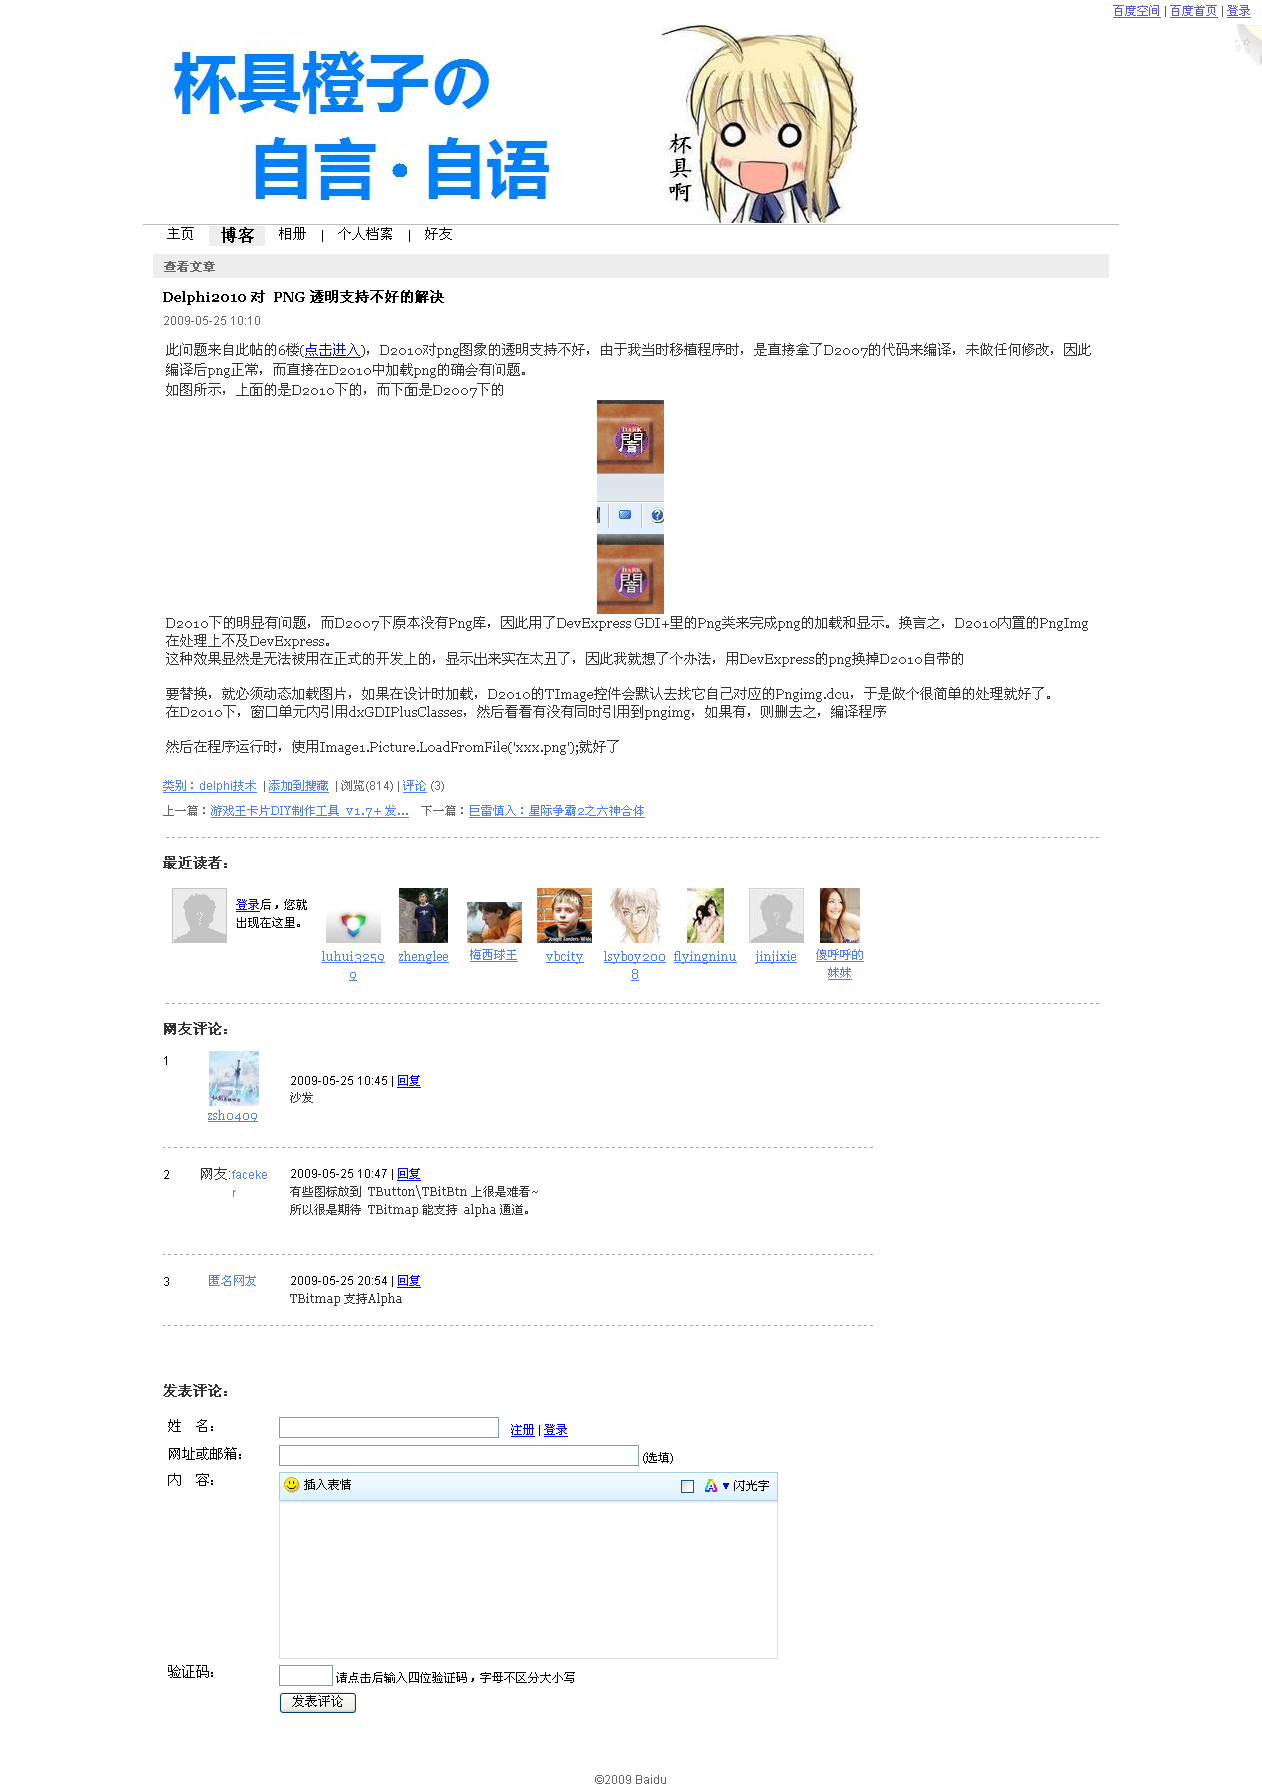 百度空间 | 百度首页 | 登录
杯具橙子の
自言·自语
杯具啊
主页 博客 相册 | 个人档案 | 好友
查看文章
Delphi2010 对 PNG 透明支持不好的解决
2009-05-25 10:10
此问题来自此帖的6楼(点击进入)，D2010对png图象的透明支持不好，由于我当时移植程序时，是直接拿了D2007的代码来编译，未做任何修改，因此
编译后png正常，而直接在D2010中加载png的确会有问题。
如图所示，上面的是D2010下的，而下面是D2007下的
DARK
闇
DARK
闇
D2010下的明显有问题，而D2007下原本没有Png库，因此用了DevExpress GDI+里的Png类来完成png的加载和显示。换言之，D2010内置的PngImg
在处理上不及DevExpress。
这种效果显然是无法被用在正式的开发上的，显示出来实在太丑了，因此我就想了个办法，用DevExpress的png换掉D2010自带的
要替换，就必须动态加载图片，如果在设计时加载，D2010的TImage控件会默认去找它自己对应的Pngimg.dcu，于是做个很简单的处理就好了。
在D2010下，窗口单元内引用dxGDIPlusClasses，然后看看有没有同时引用到pngimg，如果有，则删去之，编译程序
然后在程序运行时，使用Image1.Picture.LoadFromFile('xxx.png');就好了
类别：delphi技术 | 添加到搜藏 | 浏览(814) | 评论 (3)
上一篇：游戏王卡片DIY制作工具 v1.7+ 发... 下一篇：巨雷慎入：星际争霸2之六神合体
最近读者：
登录后，您就
出现在这里。
luhui3259
9
zhenglee
梅西球王
vbcity
lsyboy200
8
flyingninu
jinjixie
傻呼呼的
妹妹
网友评论：
1
zsh0409
2009-05-25 10:45 | 回复
沙发
2
网友:faceke
r
2009-05-25 10:47 | 回复
有些图标放到 TButton\TBitBtn 上很是难看~
所以很是期待 TBitmap 能支持 alpha 通道。
3
匿名网友
2009-05-25 20:54 | 回复
TBitmap 支持Alpha
发表评论：
姓 名： 注册 | 登录
网址或邮箱： (选填)
内 容： 插入表情 闪光字
验证码： 请点击后输入四位验证码，字母不区分大小写
发表评论
©2009 Baidu